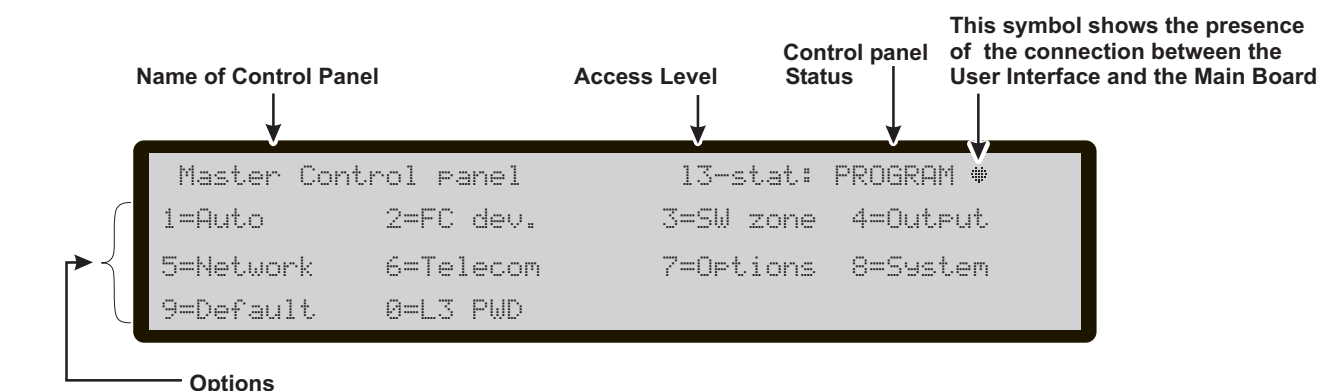 This symbol shows the presence
of the connection between the
User Interface and the Main Board
Control panel
Status
Name of Control Panel
Access Level
Master Control panel l3-stat: PROGRAM
1=Auto 2=FC dev. 3=SW zone 4=Output
5=Network 6=Telecom 7=Options 8=System
9=Default 0=L3 PWD
Options